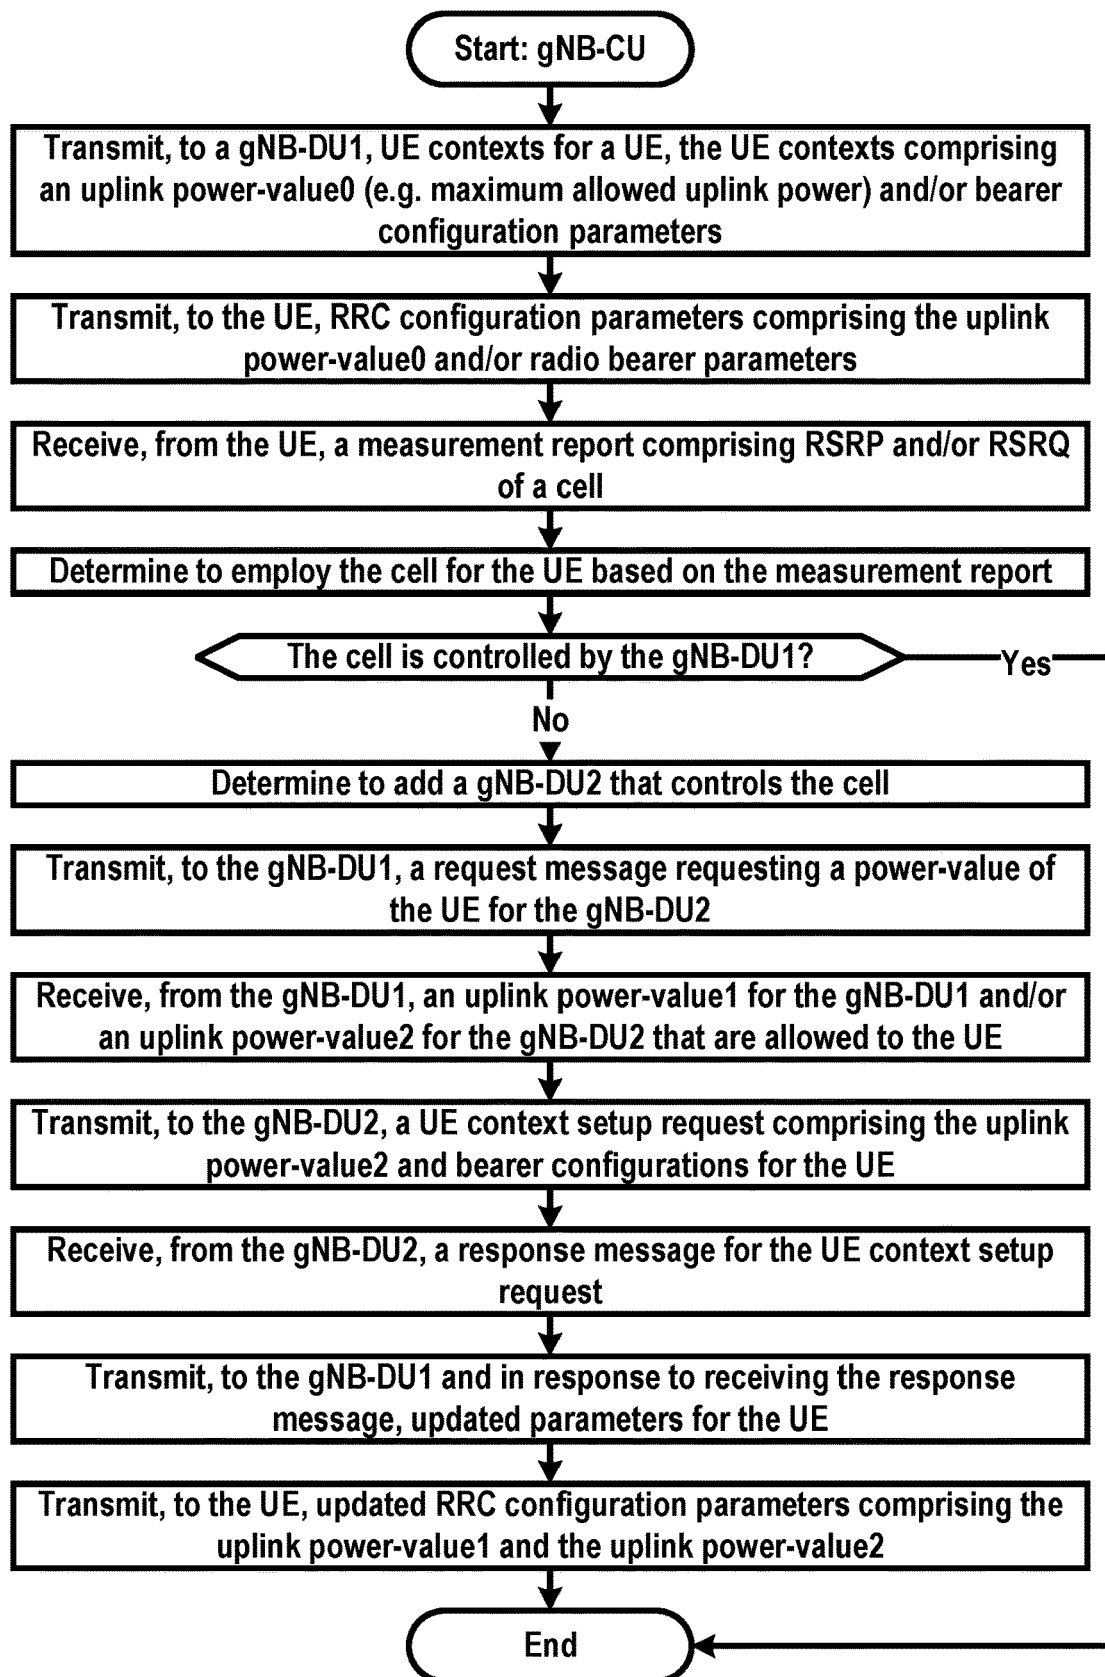 Start: gNB-CU
Transmit, to a gNB-DU1, UE contexts for a UE, the UE contexts comprising
an uplink power-value0 (e.g. maximum allowed uplink power) and/or bearer
configuration parameters
Transmit, to the UE, RRC configuration parameters comprising the uplink
power-value0 and/or radio bearer parameters
Receive, from the UE, a measurement report comprising RSRP and/or RSRQ
of a cell
Determine to employ the cell for the UE based on the measurement report
The cell is controlled by the gNB-DU1?
Yes
No
Determine to add a gNB-DU2 that controls the cell
Transmit, to the gNB-DU1, a request message requesting a power-value of
the UE for the gNB-DU2
Receive, from the gNB-DU1, an uplink power-value1 for the gNB-DU1 and/or
an uplink power-value2 for the gNB-DU2 that are allowed to the UE
Transmit, to the gNB-DU2, a UE context setup request comprising the uplink
power-value2 and bearer configurations for the UE
Receive, from the gNB-DU2, a response message for the UE context setup
request
Transmit, to the gNB-DU1 and in response to receiving the response
message, updated parameters for the UE
Transmit, to the UE, updated RRC configuration parameters comprising the
uplink power-value1 and the uplink power-value2
End